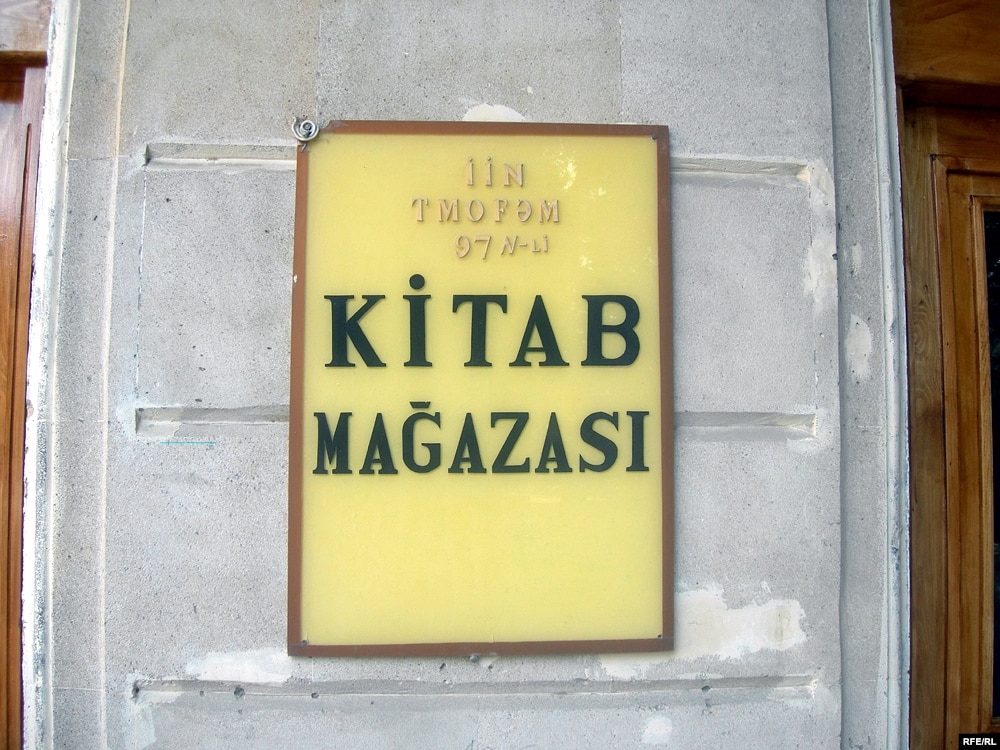 İİN
TMOFƏM
97 N-Lİ
KİTAB
MAĞAZASI
RFE/RL